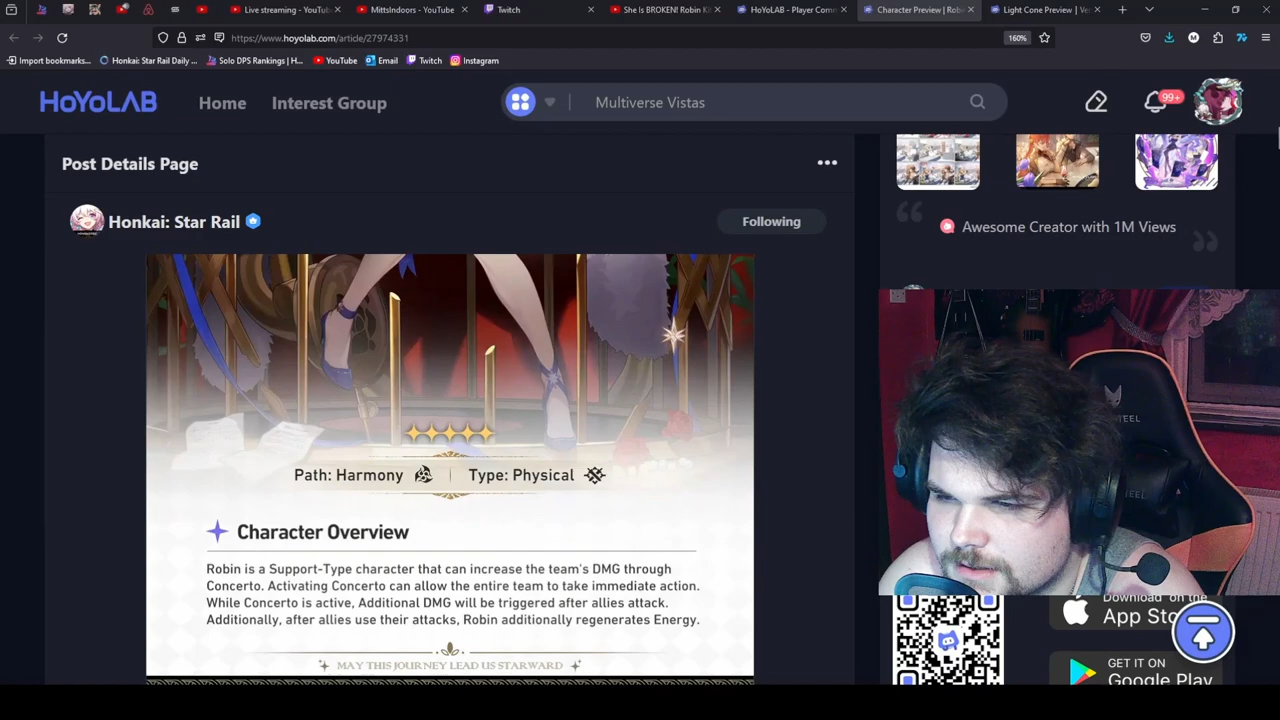 Live streaming - YouTub
MittsIndoors - YouTube
Twitch
She Is BROKEN! Robin Ki
HoYoLAB - Player Com
Character Preview | Rob
Light Cone Preview | Ve
https://www.hoyolab.com/article/27974331
160%
M
Import bookmarks...
Honkai: Star Rail Daily ...
Solo DPS Rankings | H...
YouTube
Email
Twitch
Instagram
HoYoLAB
Home
Interest Group
Multiverse Vistas
99+
Post Details Page
Honkai: Star Rail
Following
Awesome Creator with 1M Views
Path: Harmony
Type: Physical
Character Overview
Robin is a Support-Type character that can increase the team's DMG through
Concerto. Activating Concerto can allow the entire team to take immediate action.
While Concerto is active, Additional DMG will be triggered after allies attack.
Additionally, after allies use their attacks, Robin additionally regenerates Energy.
MAY THIS JOURNEY LEAD US STARWARD
Download on the
App Sto
GET IT ON
Google Play